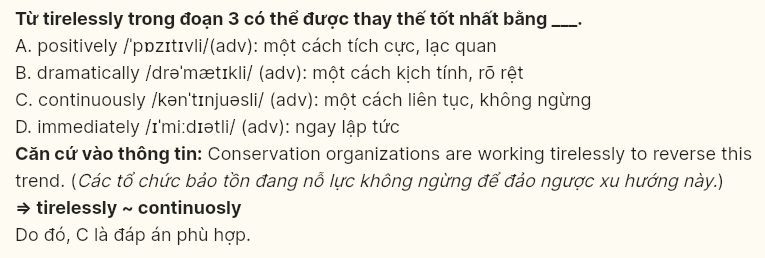 Từ tirelessly trong đoạn 3 có thể được thay thế tốt nhất bằng ___.
A. positively /ˈpɒzɪtɪvli/(adv): một cách tích cực, lạc quan
B. dramatically /drəˈmætɪkli/ (adv): một cách kịch tính, rõ rệt
C. continuously /kənˈtɪnjuəsli/ (adv): một cách liên tục, không ngừng
D. immediately /ɪˈmiːdɪətli/ (adv): ngay lập tức
Căn cứ vào thông tin: Conservation organizations are working tirelessly to reverse this
trend. (Các tổ chức bảo tồn đang nỗ lực không ngừng để đảo ngược xu hướng này.)
⇒ tirelessly ~ continuosly
Do đó, C là đáp án phù hợp.